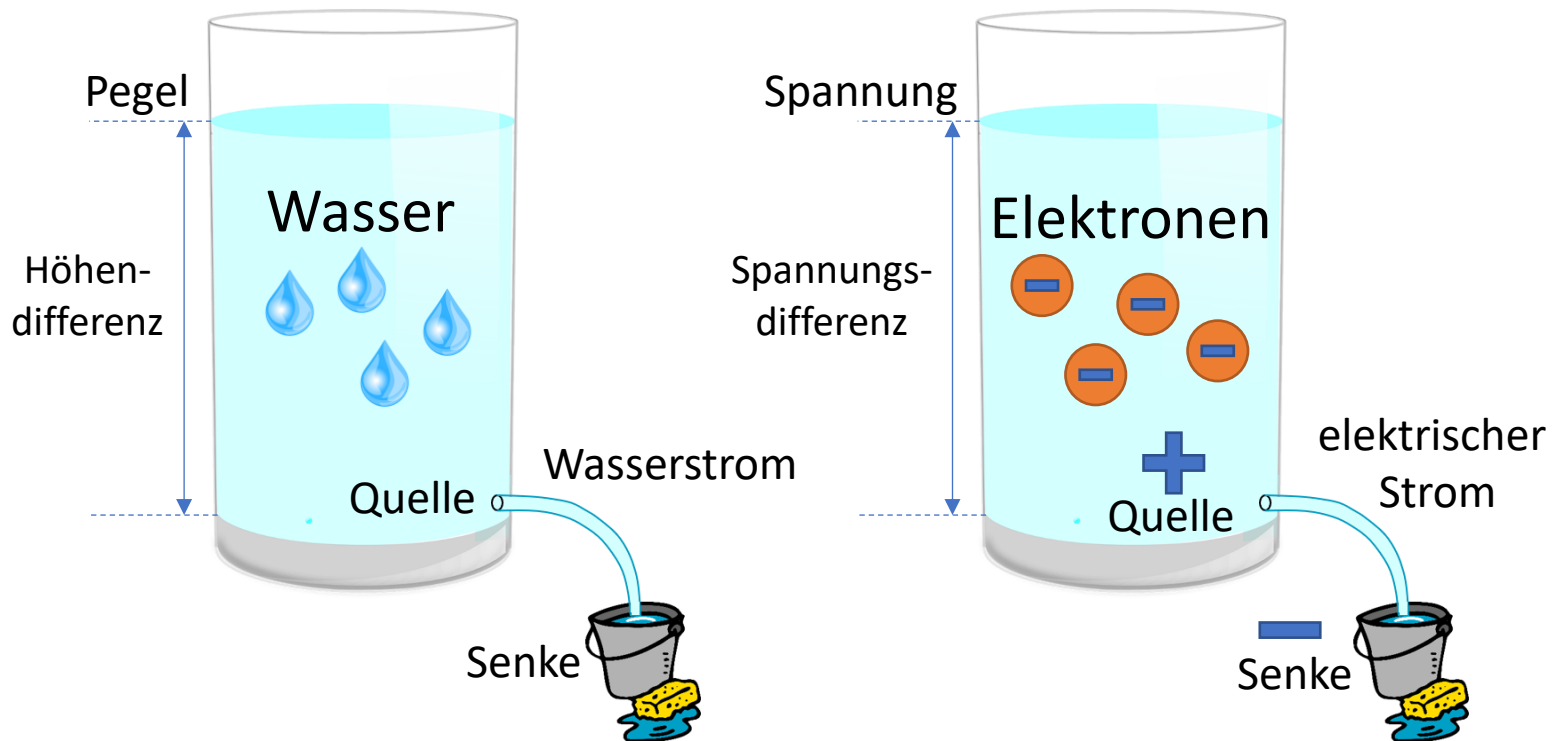 Pegel
Wasser
Höhen-
differenz
Wasserstrom
Quelle
Senke
Spannung
Elektronen
Spannungs-
differenz
elektrischer
Strom
Quelle
Senke